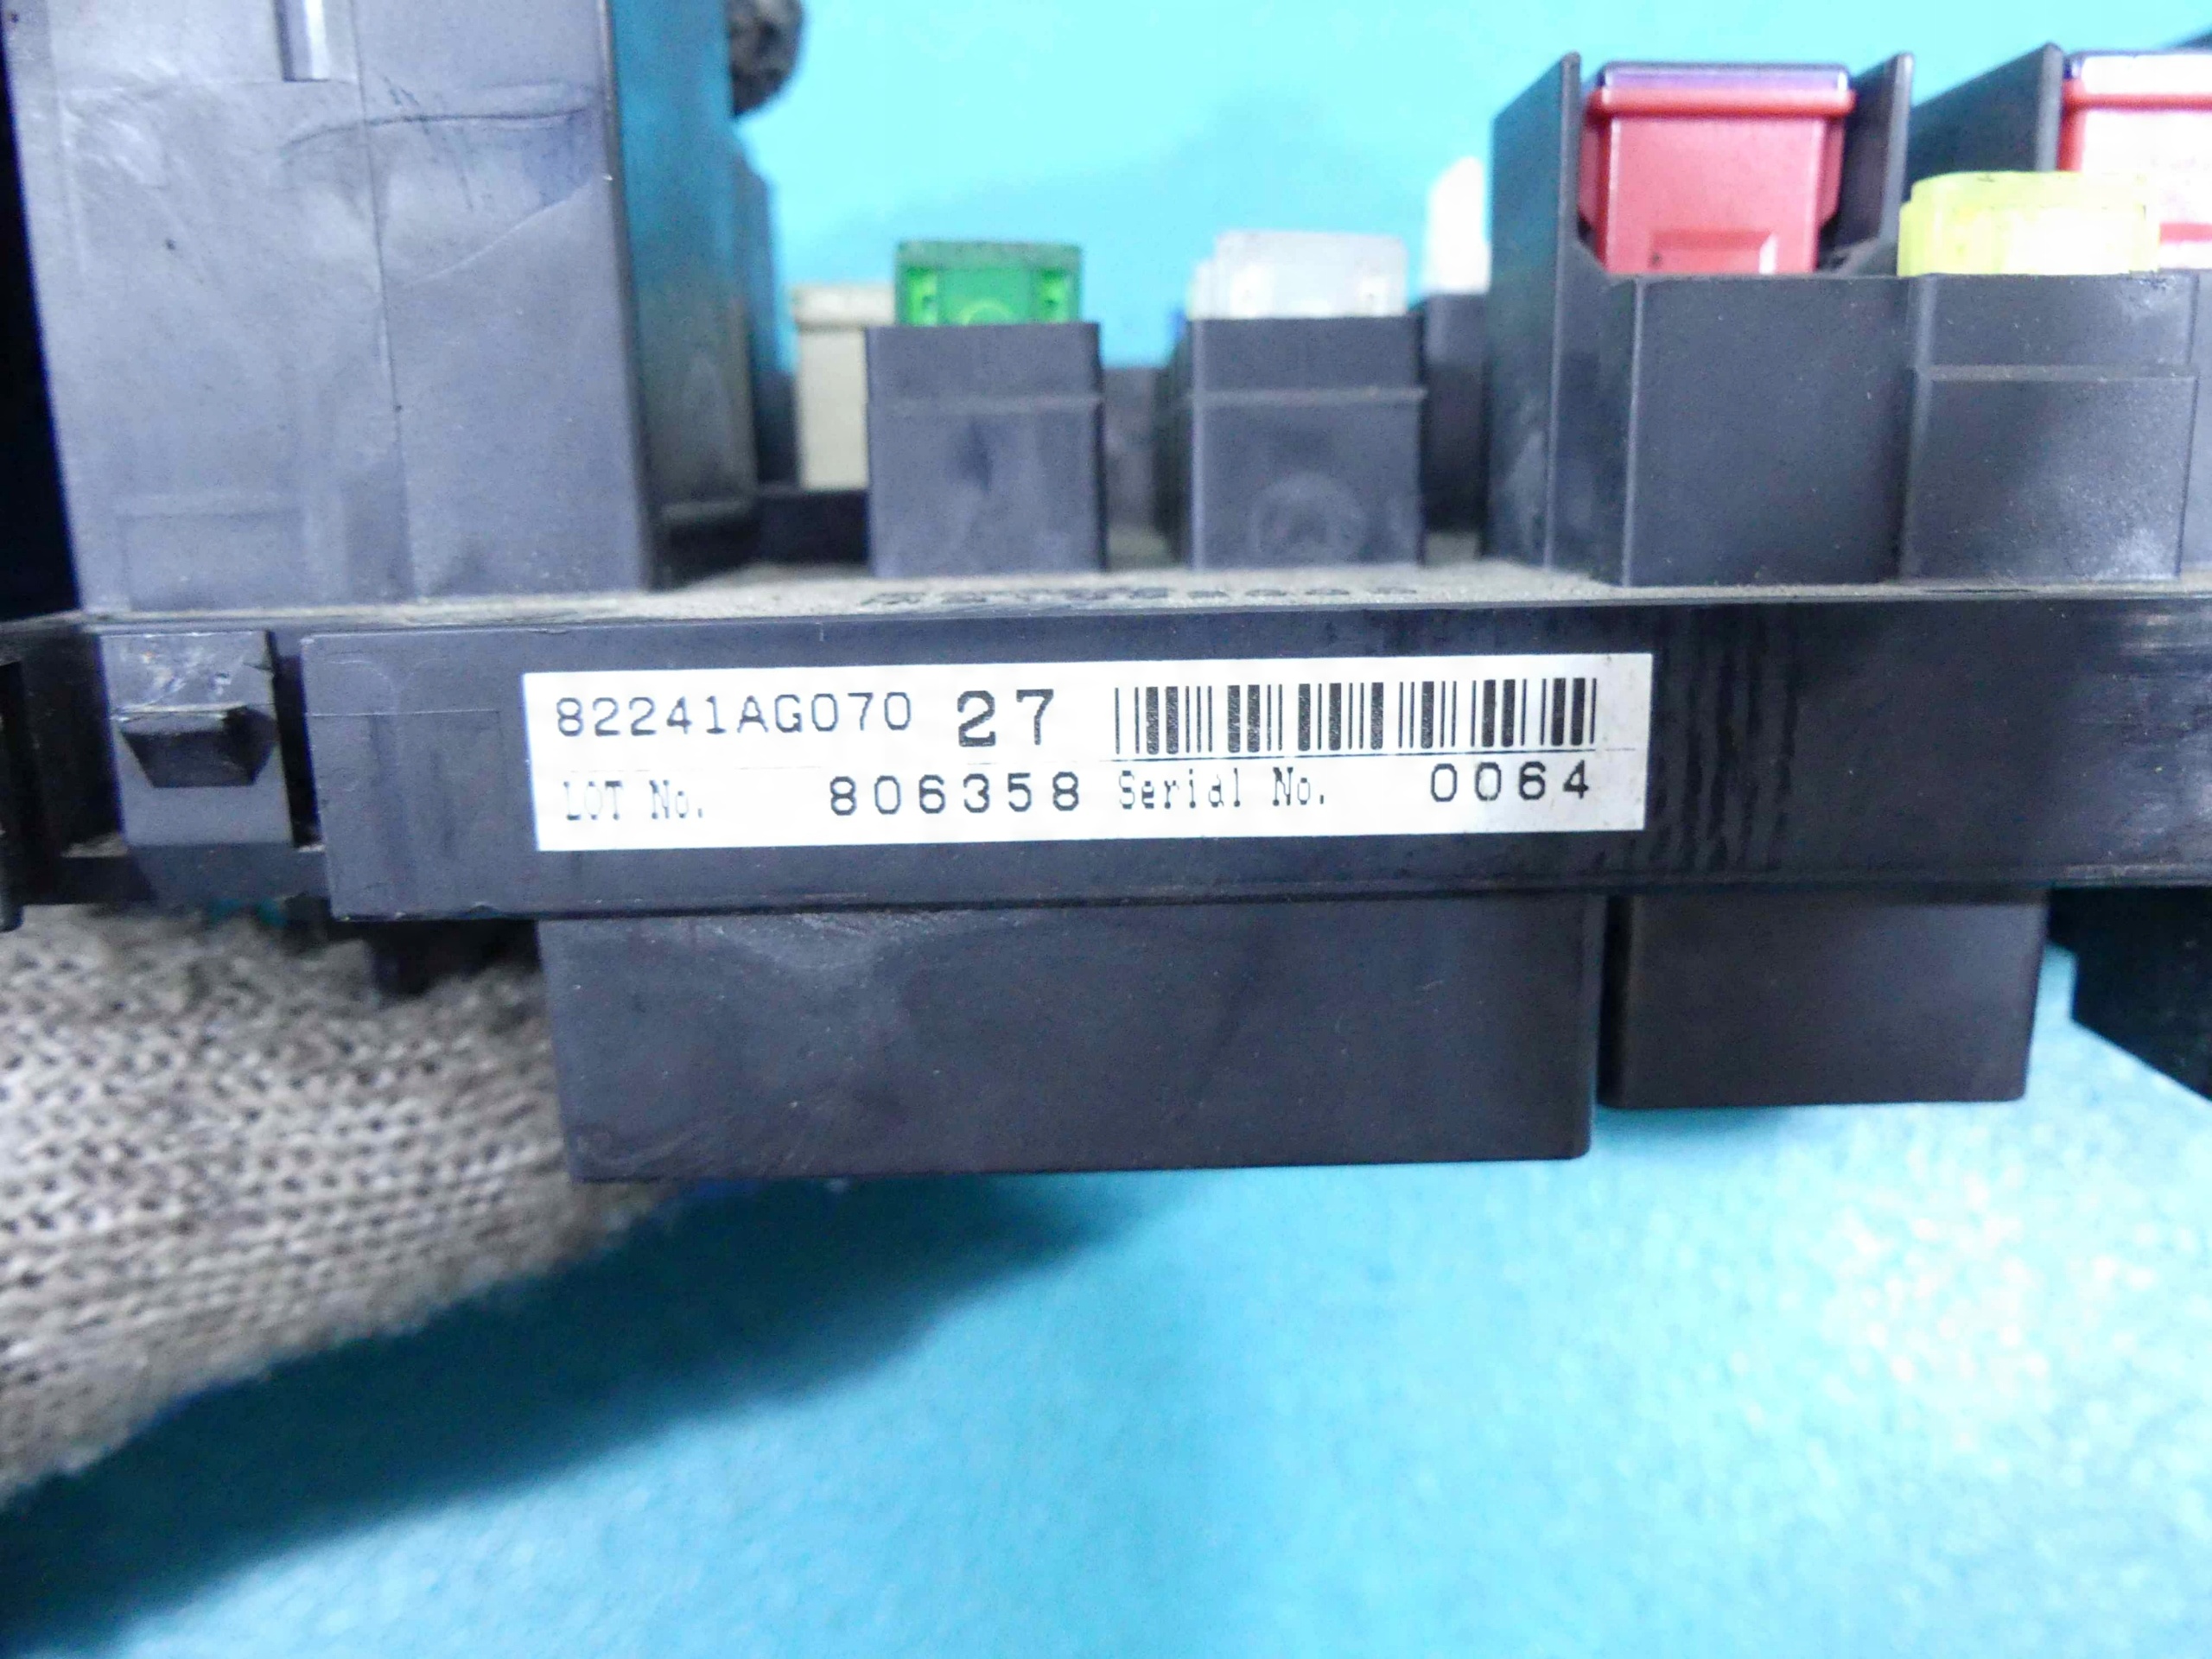 82241AG070 27
LOT No. 806358 Serial No. 0064